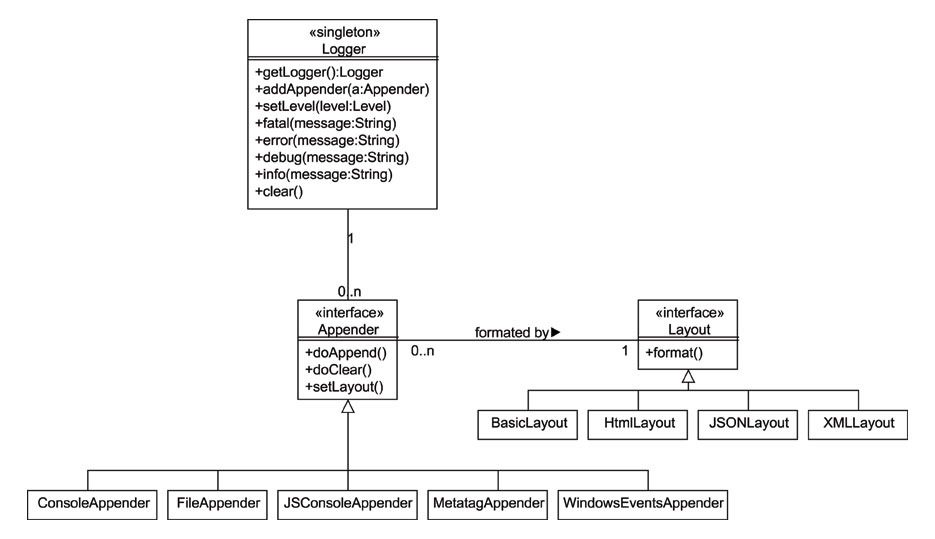 «singleton»
Logger
+getLogger():Logger
+addAppender(a:Appender)
+setLevel(level:Level)
+fatal(message:String)
+error(message:String)
+debug(message:String)
+info(message:String)
+clear()
1
0..n
«interface»
Appender
+doAppend()
+doClear()
+setLayout()
formated by▶
0..n
1
«interface»
Layout
+format()
BasicLayout
HtmlLayout
JSONLayout
XMLLayout
ConsoleAppender
FileAppender
JSConsoleAppender
MetatagAppender
WindowsEventsAppender